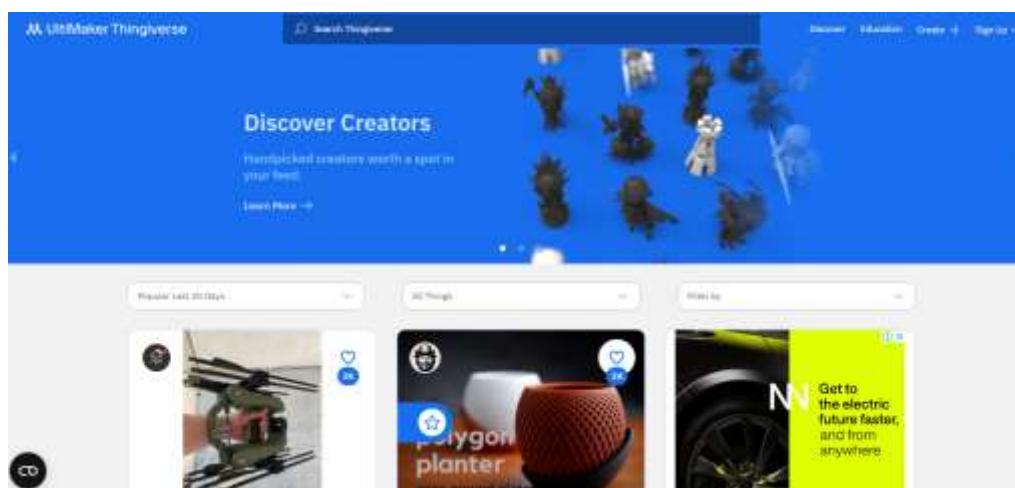 UltiMaker Thingiverse
Search Thingiverse
Discover Education Create Sign Up
Discover Creators
Handpicked creators worth a spot in
your feed.
Learn More →
Popular Last 30 Days
All Things
Filter by
2K
2K
polygon
planter
Get to
the electric
future faster,
and from
anywhere